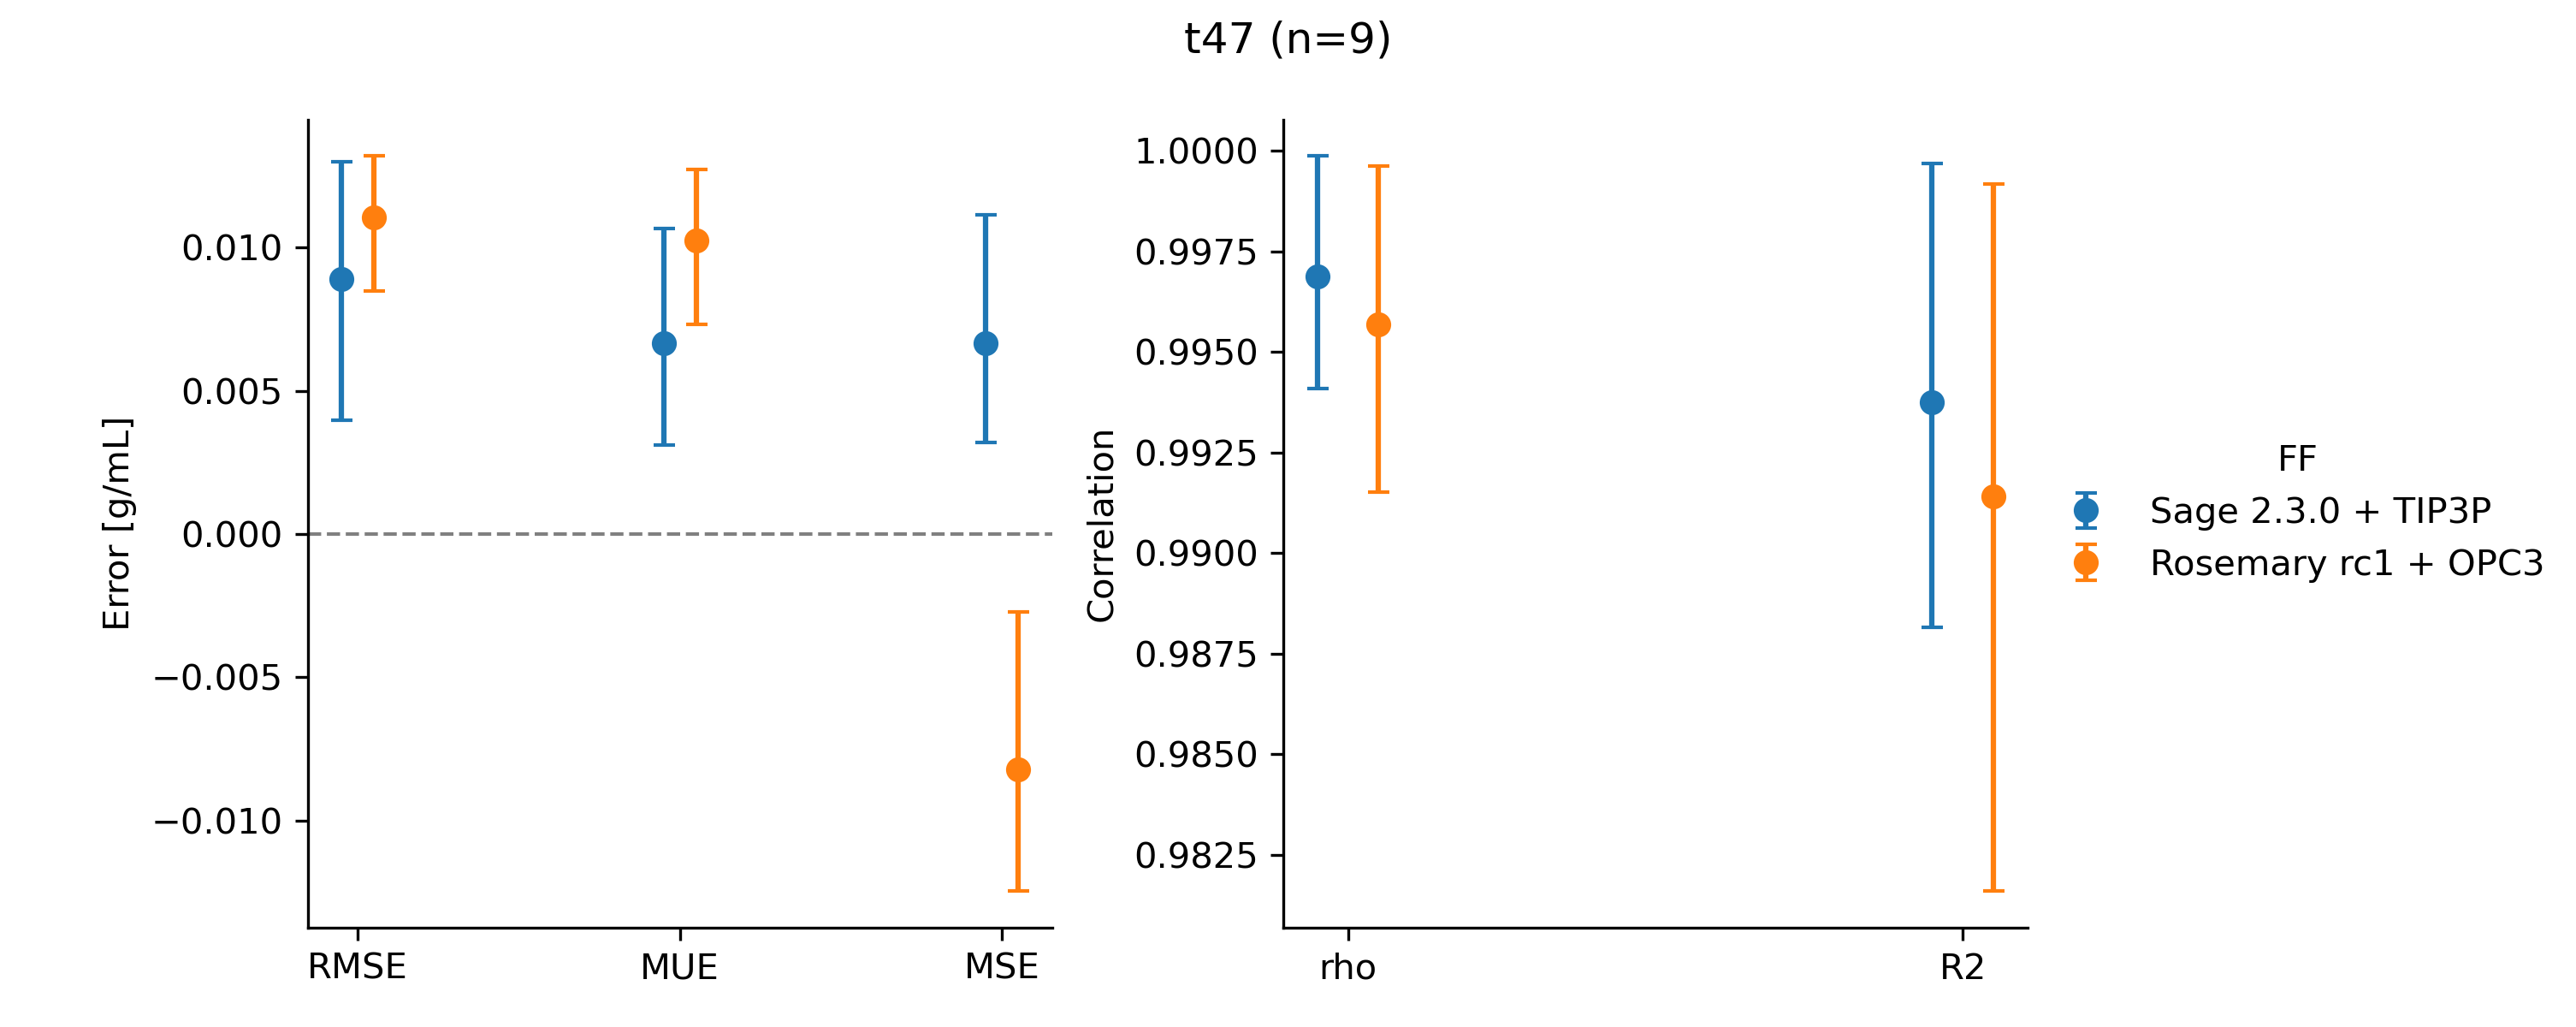 t47 (n=9)
Error [g/mL]
0.010
0.005
0.000
−0.005
−0.010
RMSE
MUE
MSE
Correlation
1.0000
0.9975
0.9950
0.9925
0.9900
0.9875
0.9850
0.9825
rho
R2
FF
Sage 2.3.0 + TIP3P
Rosemary rc1 + OPC3